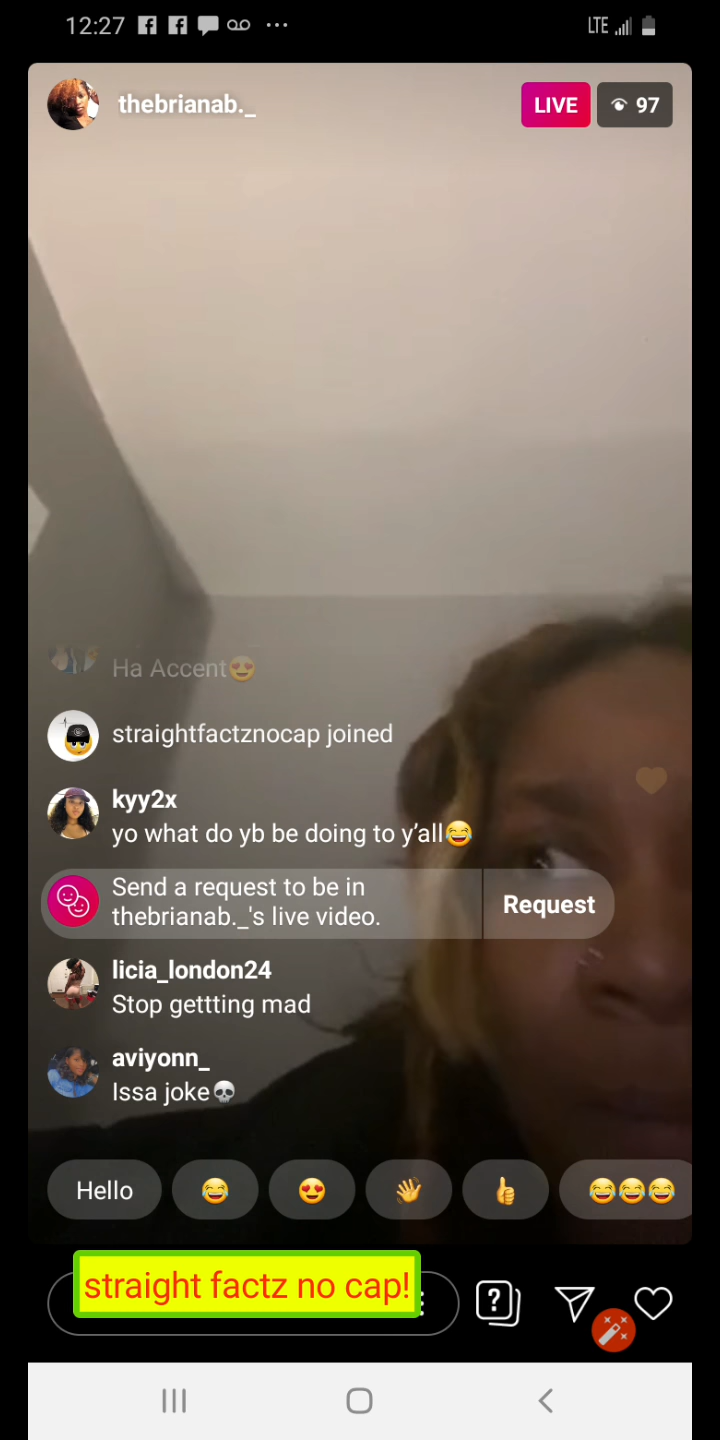 12:27
LTE
thebrianab._
LIVE
97
Ha Accent😍
straightfactznocap joined
kyy2x
yo what do yb be doing to y’all😂
Send a request to be in
thebrianab._'s live video.
Request
licia_london24
Stop gettting mad
aviyonn_
Issa joke💀
Hello 😂 😍 👋 👍 😂😂😂
straight factz no cap!